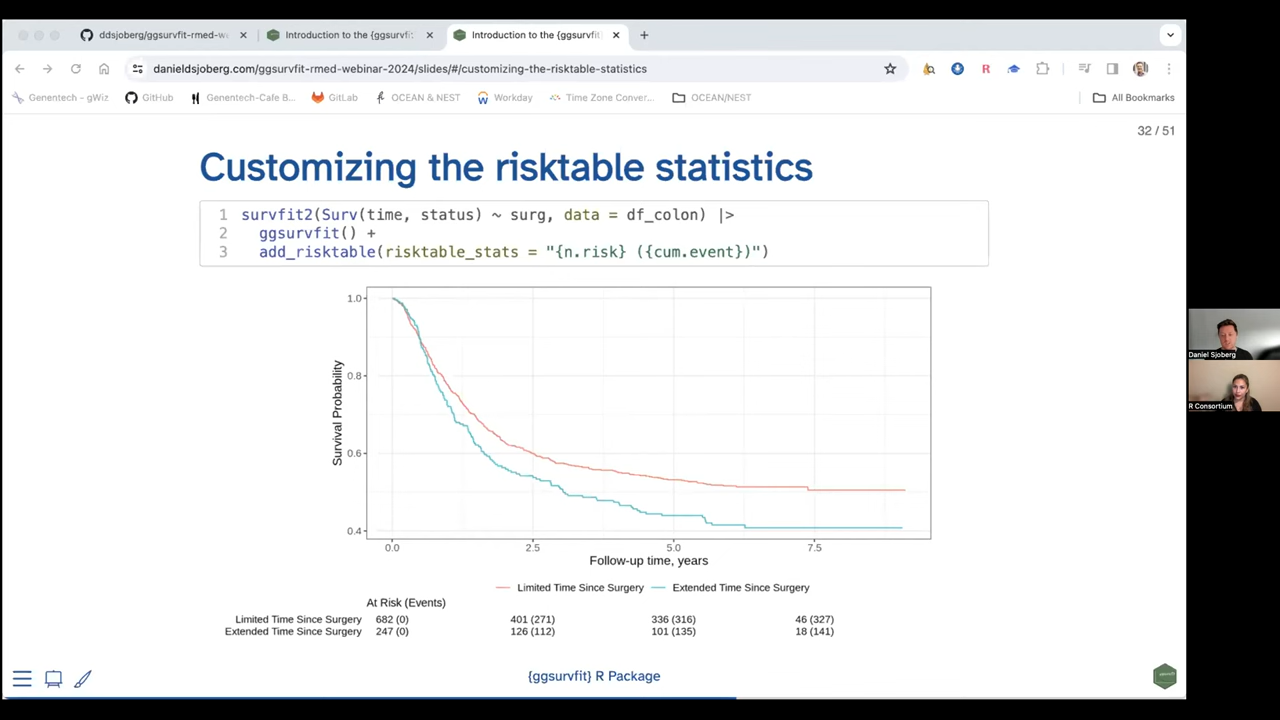 ddsjoberg/ggsurvfit-rmed-we
Introduction to the {ggsurvfit
Introduction to the {ggsurvfit
danieldsjoberg.com/ggsurvfit-rmed-webinar-2024/slides/#/customizing-the-risktable-statistics
Genentech - gWiz
GitHub
Genentech-Cafe B...
GitLab
OCEAN & NEST
Workday
Time Zone Conver...
OCEAN/NEST
All Bookmarks
32 / 51
Customizing the risktable statistics
1 survfit2(Surv(time, status) ~ surg, data = df_colon) |>
2 ggsurvfit() +
3 add_risktable(risktable_stats = "{n.risk} ({cum.event})")
1.0
0.8
0.6
0.4
Survival Probability
0.0 2.5 5.0 7.5
Follow-up time, years
Limited Time Since Surgery Extended Time Since Surgery
At Risk (Events)
Limited Time Since Surgery 682 (0) 401 (271) 336 (316) 46 (327)
Extended Time Since Surgery 247 (0) 126 (112) 101 (135) 18 (141)
{ggsurvfit} R Package
Daniel Sjoberg
R Consortium